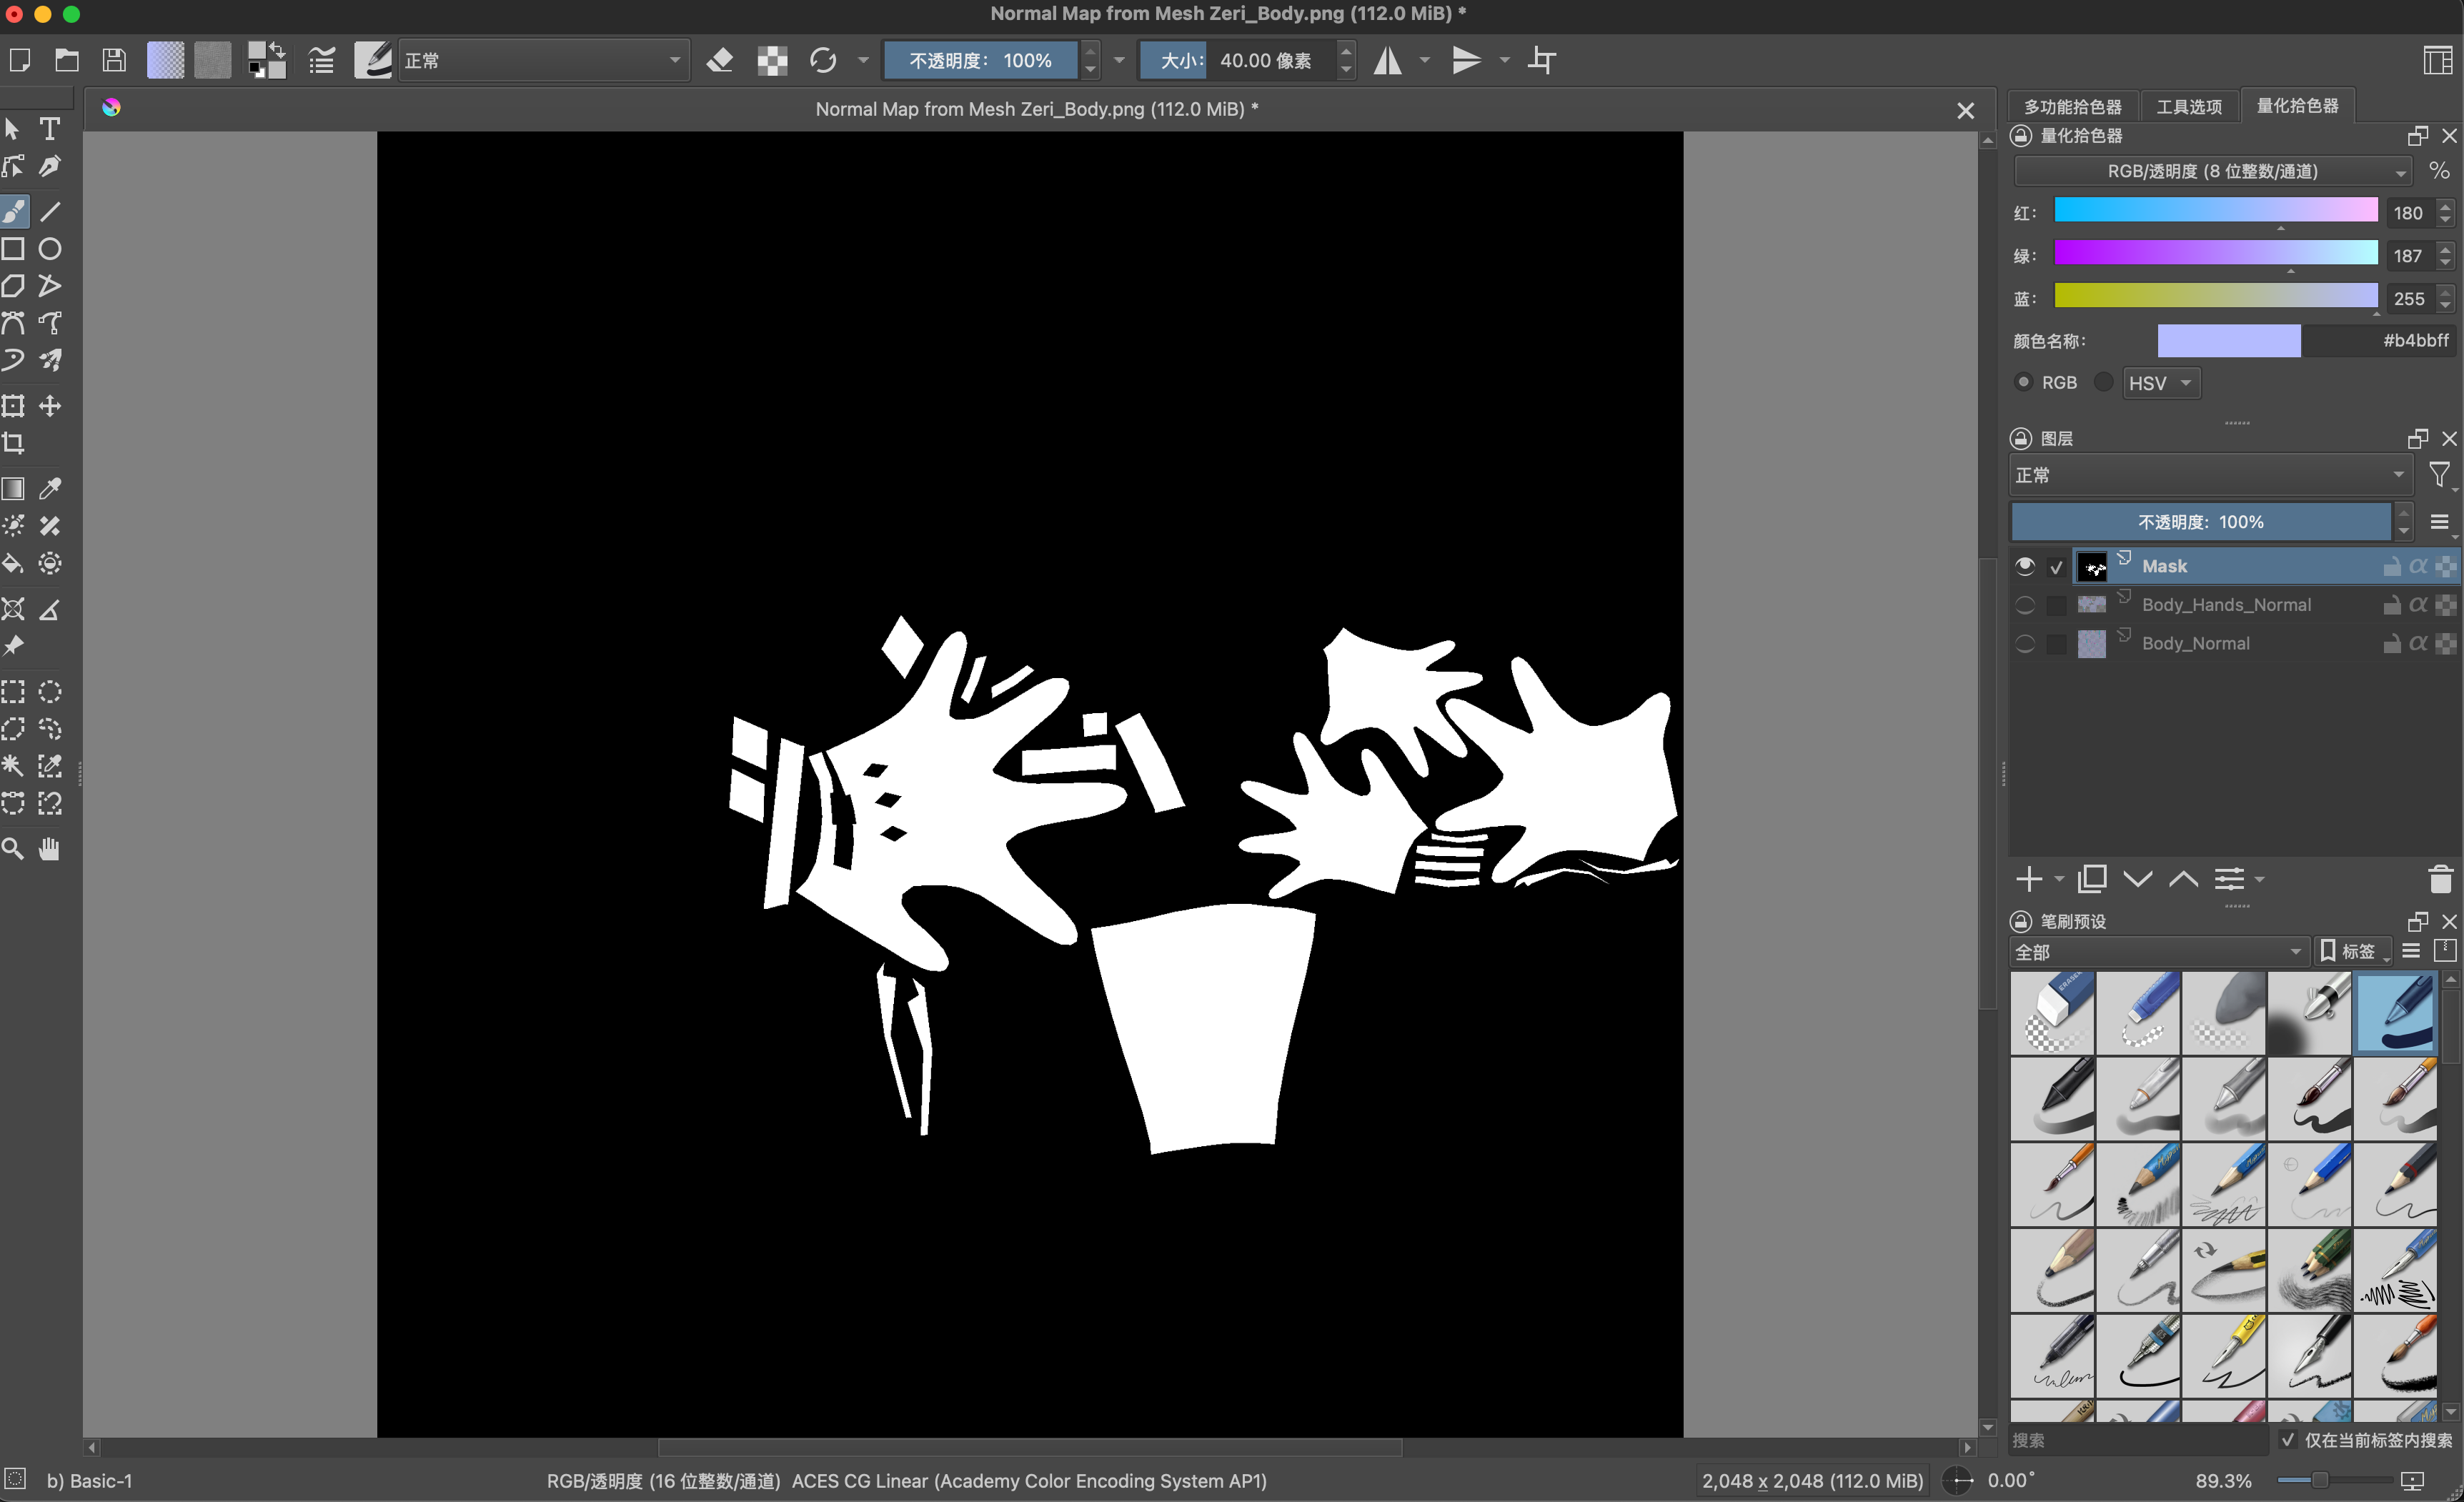 Normal Map from Mesh Zeri_Body.png (112.0 MiB) *
正常
不透明度: 100%
大小: 40.00 像素
Normal Map from Mesh Zeri_Body.png (112.0 MiB) *
多功能拾色器
工具选项
量化拾色器
量化拾色器
RGB/透明度 (8 位整数/通道)
%
红: 180
绿: 187
蓝: 255
颜色名称: #b4bbff
RGB HSV
图层
正常
不透明度: 100%
Mask
Body_Hands_Normal
Body_Normal
笔刷预设
全部 标签
搜索
仅在当前标签内搜索
b) Basic-1
RGB/透明度 (16 位整数/通道) ACES CG Linear (Academy Color Encoding System AP1)
2,048 x 2,048 (112.0 MiB)
0.00°
89.3%